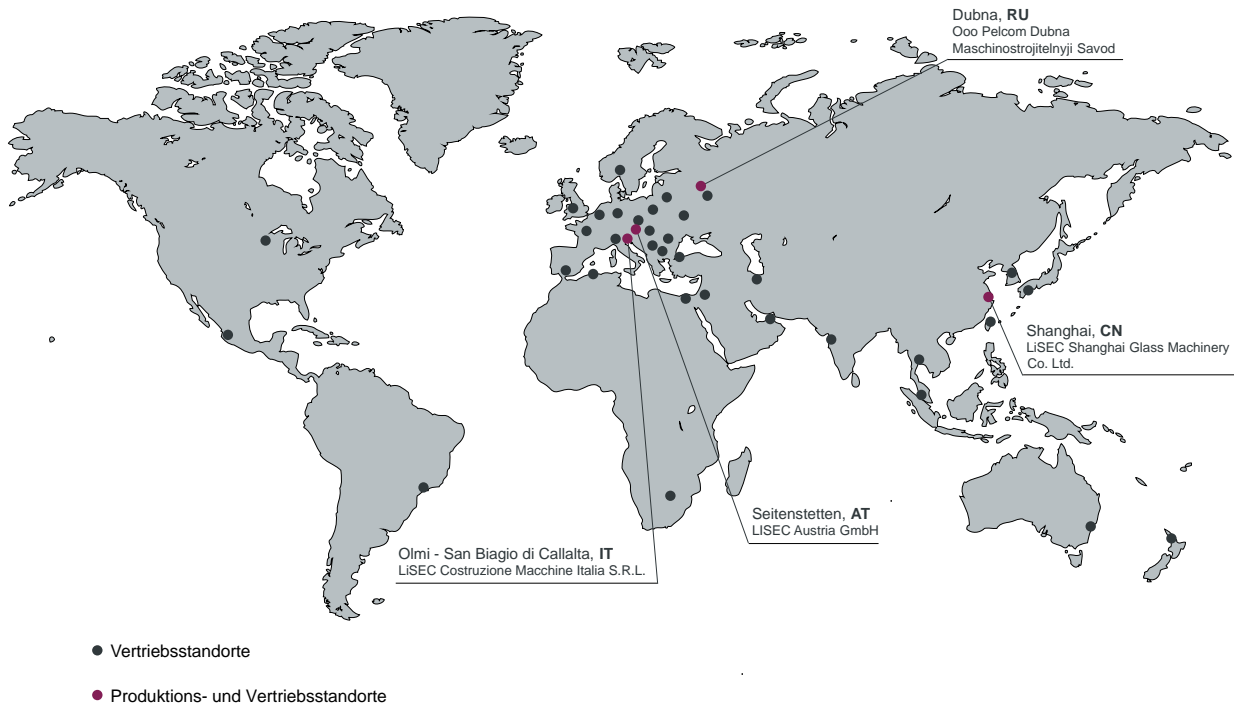 Dubna, RU
Ooo Pelcom Dubna
Maschinostrojitelnyji Savod
Shanghai, CN
LiSEC Shanghai Glass Machinery
Co. Ltd.
Seitenstetten, AT
LISEC Austria GmbH
Olmi - San Biagio di Callalta, IT
LiSEC Costruzione Macchine Italia S.R.L.
Vertriebsstandorte
Produktions- und Vertriebsstandorte